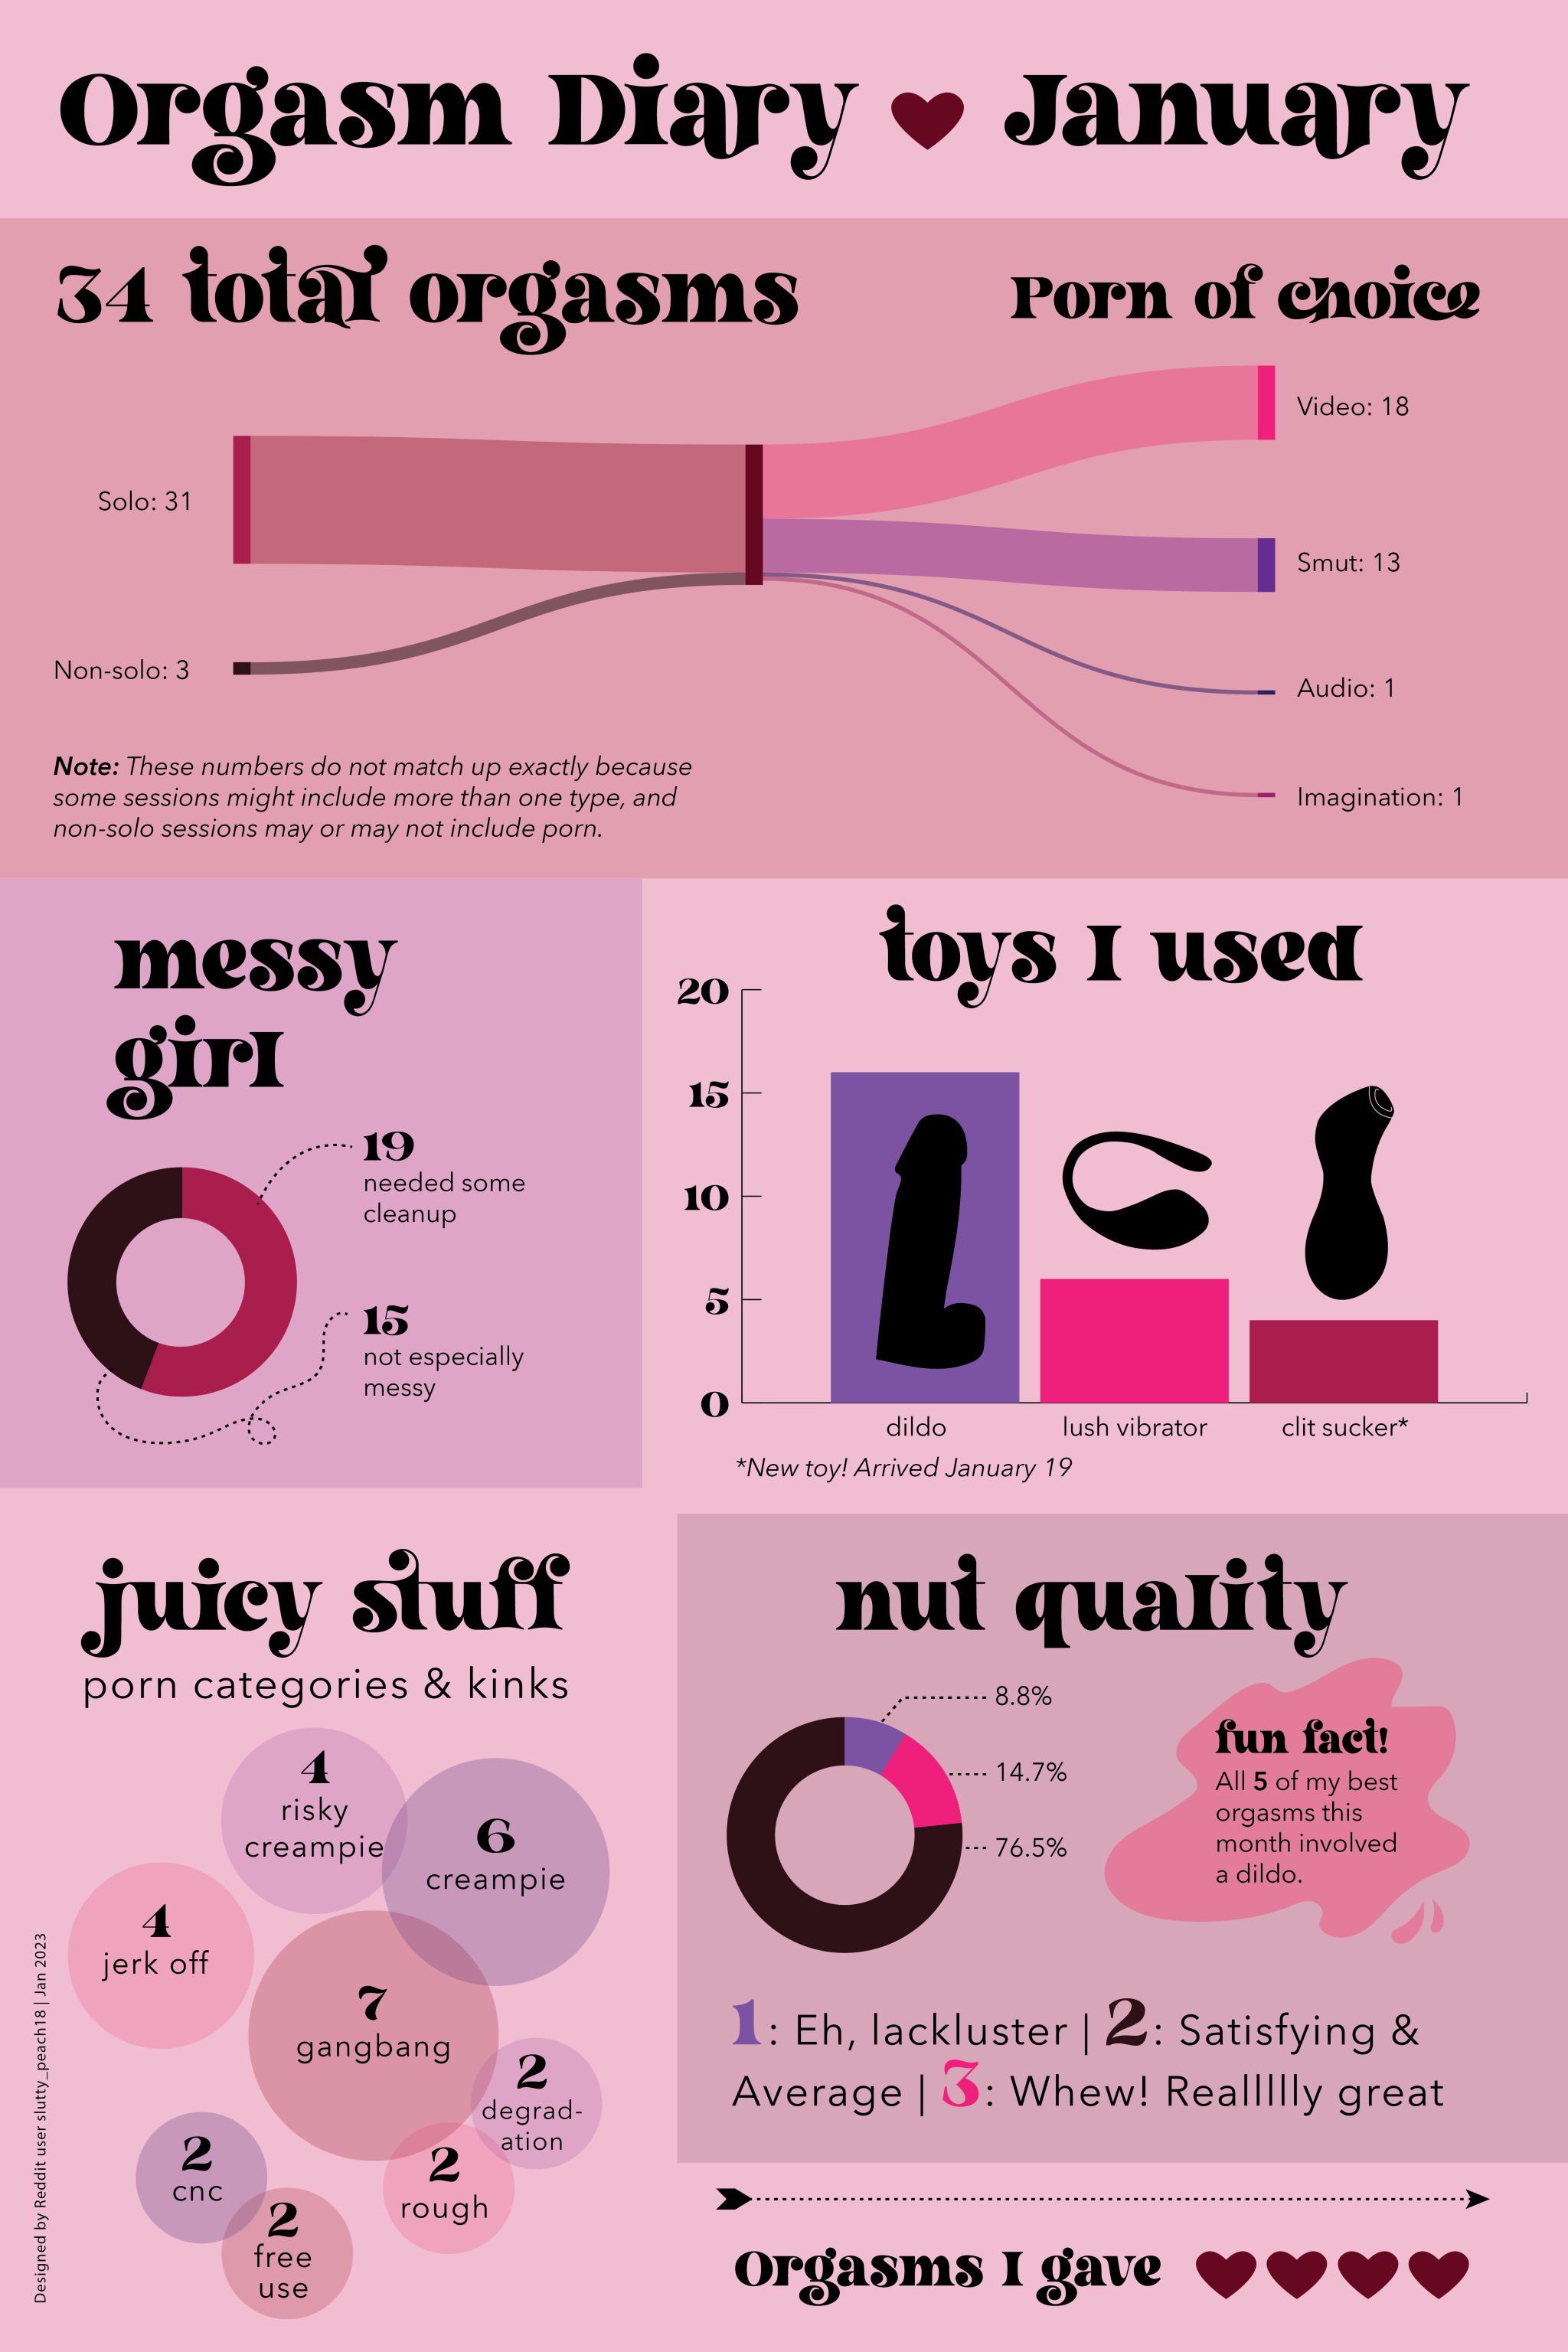 Orgasm Diary ♥ January
34 total orgasms
Porn of choice
Solo: 31
Non-solo: 3
Video: 18
Smut: 13
Audio: 1
Imagination: 1
Note: These numbers do not match up exactly because
some sessions might include more than one type, and
non-solo sessions may or may not include porn.
messy
girl
19
needed some
cleanup
15
not especially
messy
toys I used
20
15
10
5
0
dildo
lush vibrator
clit sucker*
*New toy! Arrived January 19
juicy stuff
porn categories & kinks
4
risky
creampie
6
creampie
4
jerk off
7
gangbang
2
degrad-
ation
2
cnc
2
rough
2
free
use
Designed by Reddit user slutty_peach18 | Jan 2023
nut quality
8.8%
14.7%
76.5%
fun fact!
All 5 of my best
orgasms this
month involved
a dildo.
1: Eh, lackluster | 2: Satisfying &
Average | 3: Whew! Reallllly great
Orgasms I gave